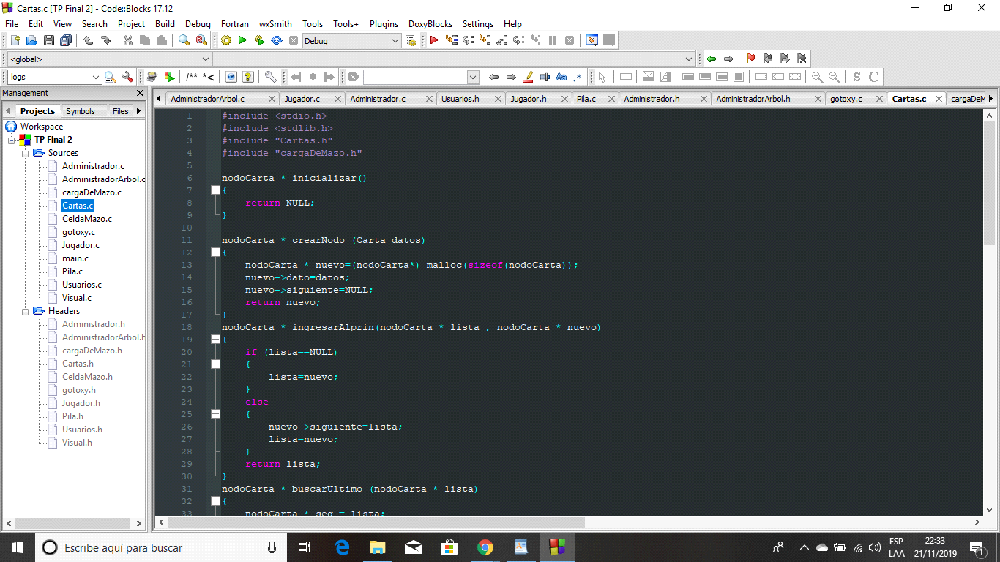 Cartas.c [TP Final 2] - Code::Blocks 17.12
File Edit View Search Project Build Debug Fortran wxSmith Tools Tools+ Plugins DoxyBlocks Settings Help
Debug
<global>
logs
/** *<
Aa
.*
S C
Management
Projects Symbols Files
AdministradorArbol.c Jugador.c Administrador.c Usuarios.h Jugador.h Pila.c Administrador.h AdministradorArbol.h gotoxy.c Cartas.c cargaDeM
Workspace
TP Final 2
Sources
Administrador.c
AdministradorArbol.c
cargaDeMazo.c
Cartas.c
CeldaMazo.c
gotoxy.c
Jugador.c
main.c
Pila.c
Usuarios.c
Visual.c
Headers
Administrador.h
AdministradorArbol.h
cargaDeMazo.h
Cartas.h
CeldaMazo.h
gotoxy.h
Jugador.h
Pila.h
Usuarios.h
Visual.h
1 #include <stdio.h>
2 #include <stdlib.h>
3 #include "Cartas.h"
4 #include "cargaDeMazo.h"
5
6 nodoCarta * inicializar()
7 {
8 return NULL;
9 }
10
11 nodoCarta * crearNodo (Carta datos)
12 {
13 nodoCarta * nuevo=(nodoCarta*) malloc(sizeof(nodoCarta));
14 nuevo->dato=datos;
15 nuevo->siguiente=NULL;
16 return nuevo;
17 }
18 nodoCarta * ingresarAlprin(nodoCarta * lista , nodoCarta * nuevo)
19 {
20 if (lista==NULL)
21 {
22 lista=nuevo;
23 }
24 else
25 {
26 nuevo->siguiente=lista;
27 lista=nuevo;
28 }
29 return lista;
30 }
31 nodoCarta * buscarUltimo (nodoCarta * lista)
32 {
33 nodoCarta * seg = lista;
Escribe aquí para buscar
ESP
LAA
22:33
21/11/2019
1